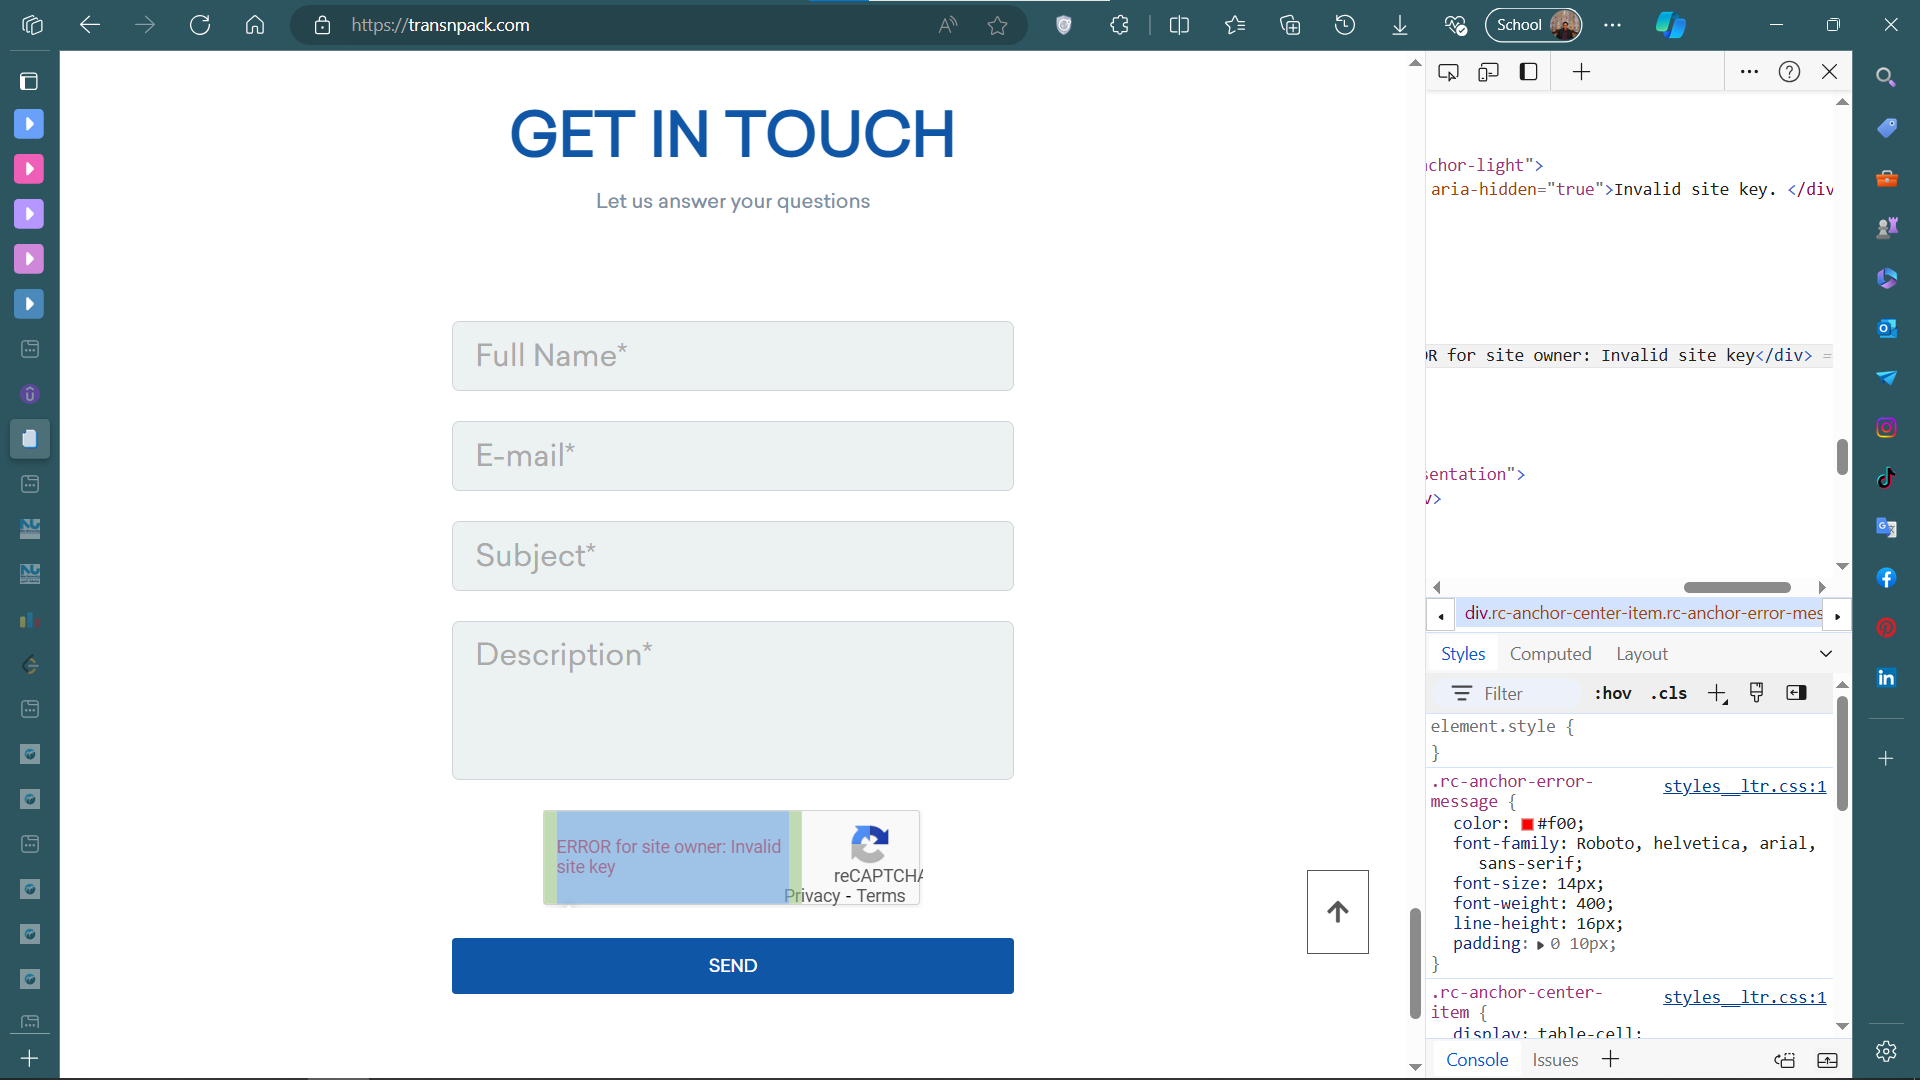 https://transnpack.com
School
GET IN TOUCH
Let us answer your questions
Full Name*
E-mail*
Subject*
Description*
ERROR for site owner: Invalid
site key
reCAPTCHA
Privacy - Terms
SEND
chor-light">
aria-hidden="true">Invalid site key. </div
R for site owner: Invalid site key</div> =
sentation">
v>
div.rc-anchor-center-item.rc-anchor-error-mes
Styles Computed Layout
Filter :hov .cls
element.style {
}
.rc-anchor-error- styles__ltr.css:1
message {
color: #f00;
font-family: Roboto, helvetica, arial,
sans-serif;
font-size: 14px;
font-weight: 400;
line-height: 16px;
padding: 0 10px;
}
.rc-anchor-center- styles__ltr.css:1
item {
display: table-cell;
Console Issues